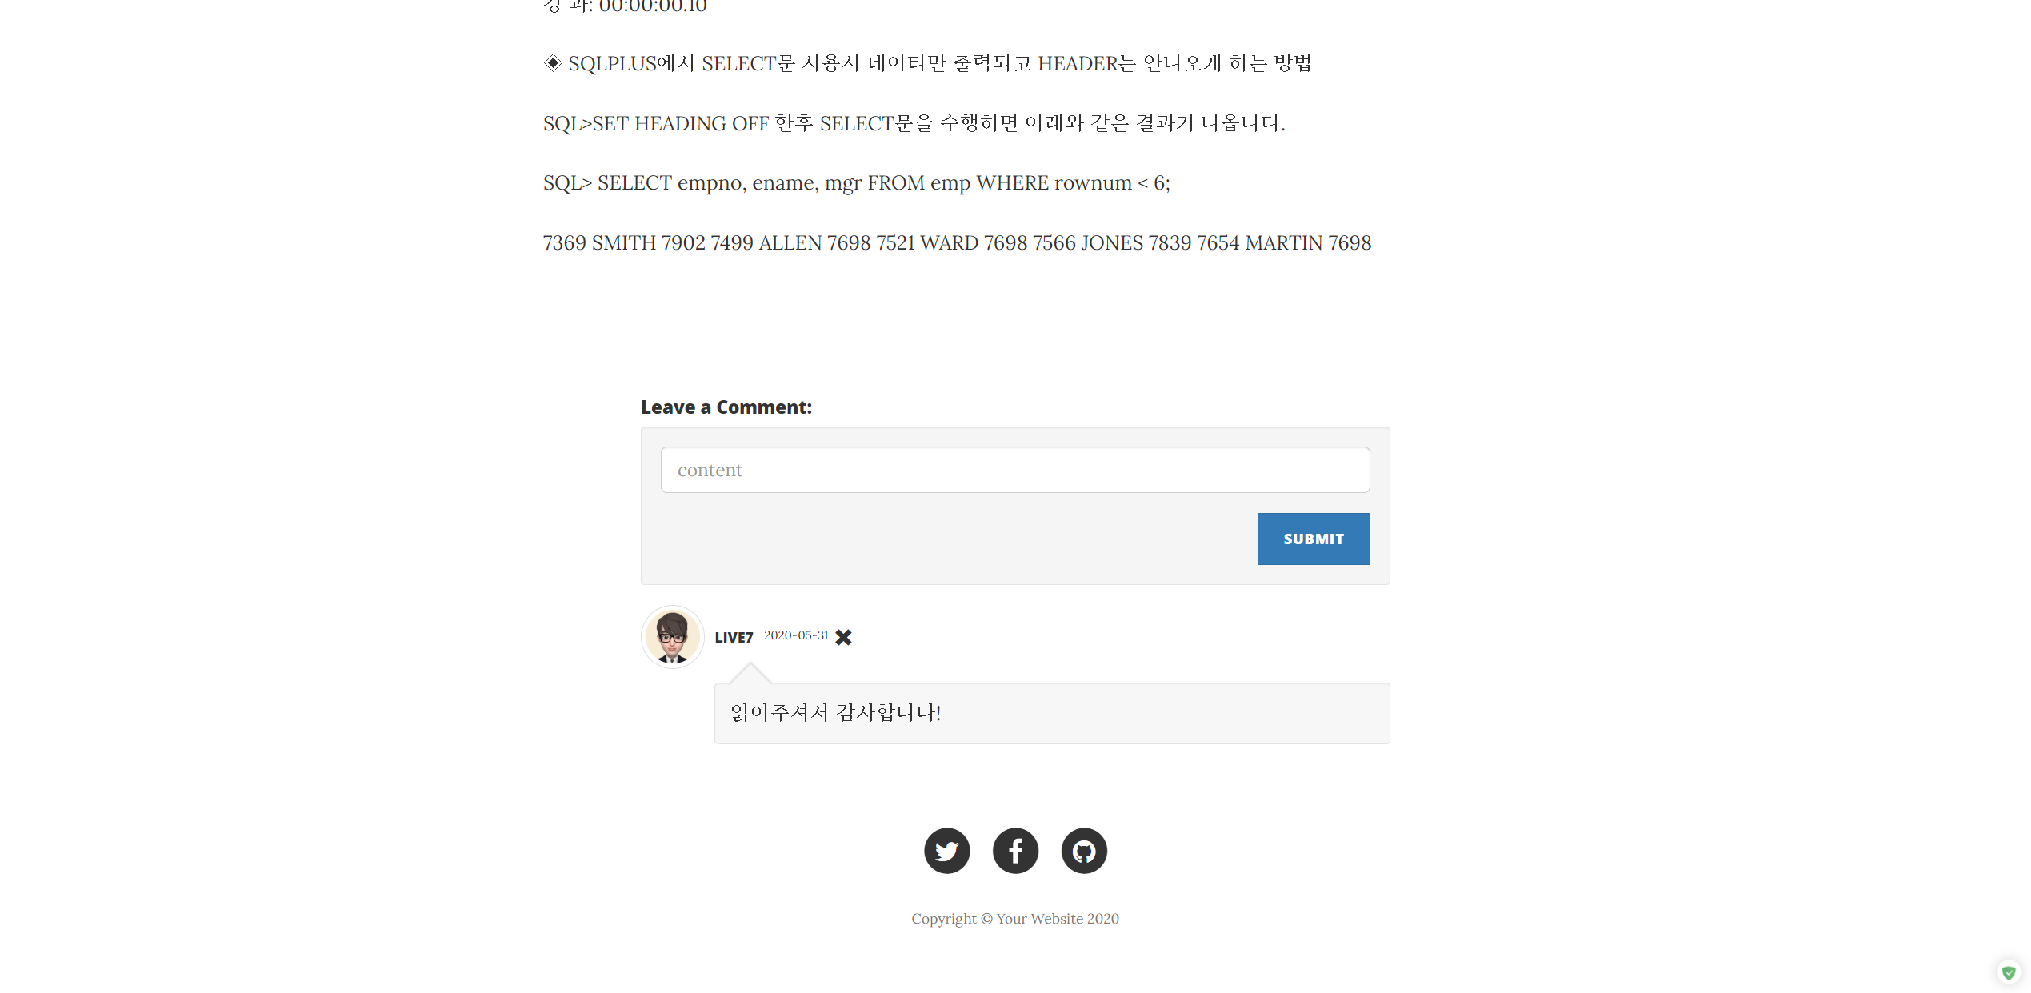 경 과: 00:00:00.10
◈ SQLPLUS에서 SELECT문 사용시 데이터만 출력되고 HEADER는 안나오게 하는 방법
SQL>SET HEADING OFF 한후 SELECT문을 수행하면 아래와 같은 결과가 나옵니다.
SQL> SELECT empno, ename, mgr FROM emp WHERE rownum < 6;
7369 SMITH 7902 7499 ALLEN 7698 7521 WARD 7698 7566 JONES 7839 7654 MARTIN 7698
Leave a Comment:
content
SUBMIT
LIVE7 2020-05-31
읽어주셔서 감사합니다!
Copyright © Your Website 2020